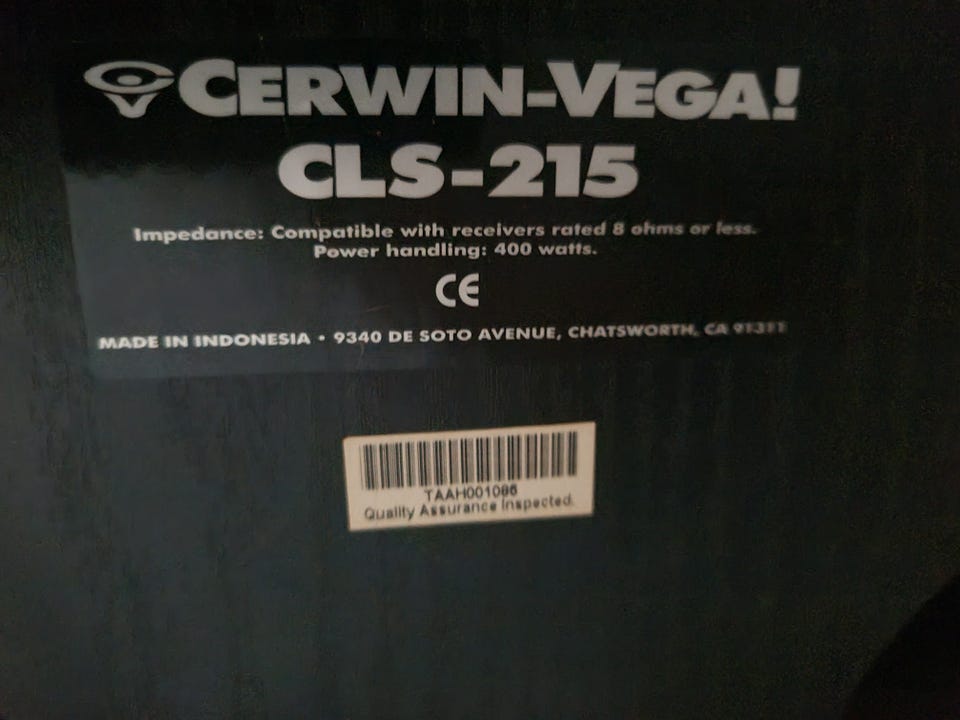 CERWIN-VEGA!
CLS-215
Impedance: Compatible with receivers rated 8 ohms or less.
Power handling: 400 watts.
CE
MADE IN INDONESIA • 9340 DE SOTO AVENUE, CHATSWORTH, CA 91311
TAAH001086
Quality Assurance Inspected.